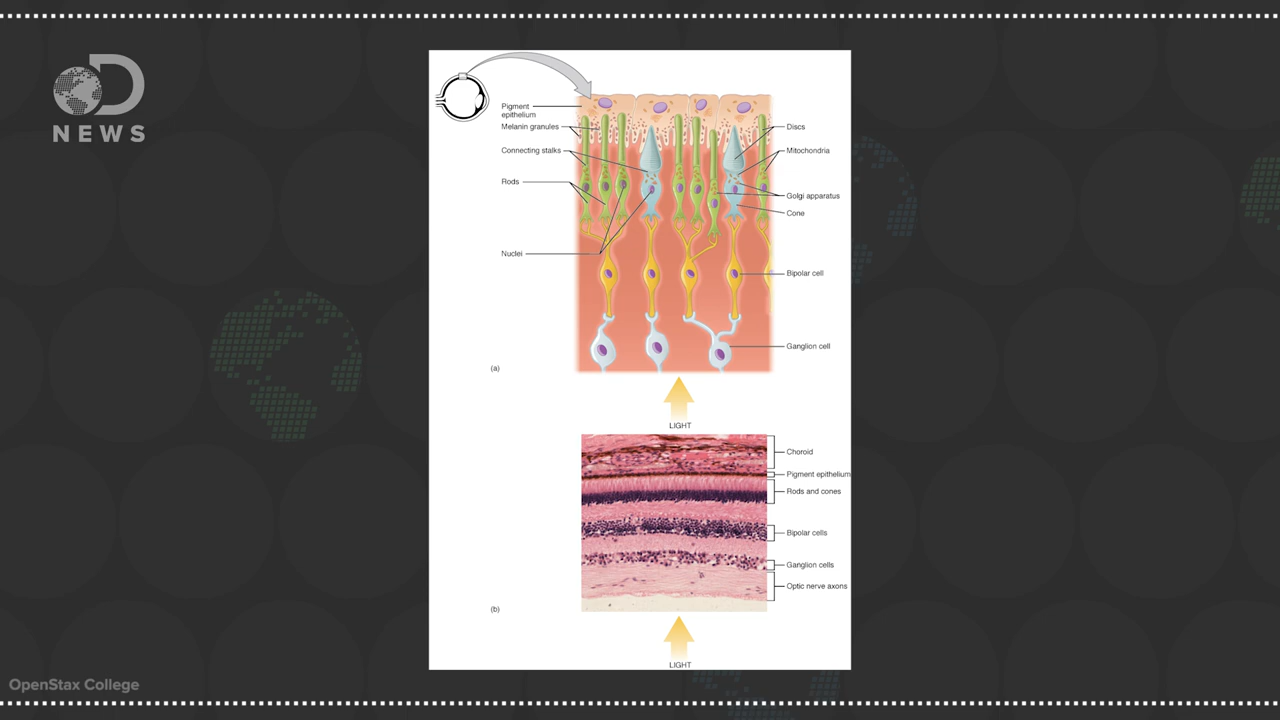 NEWS
Pigment
epithelium
Melanin granules
Connecting stalks
Rods
Nuclei
Discs
Mitochondria
Golgi apparatus
Cone
Bipolar cell
Ganglion cell
(a)
LIGHT
Choroid
Pigment epithelium
Rods and cones
Bipolar cells
Ganglion cells
Optic nerve axons
(b)
LIGHT
OpenStax College